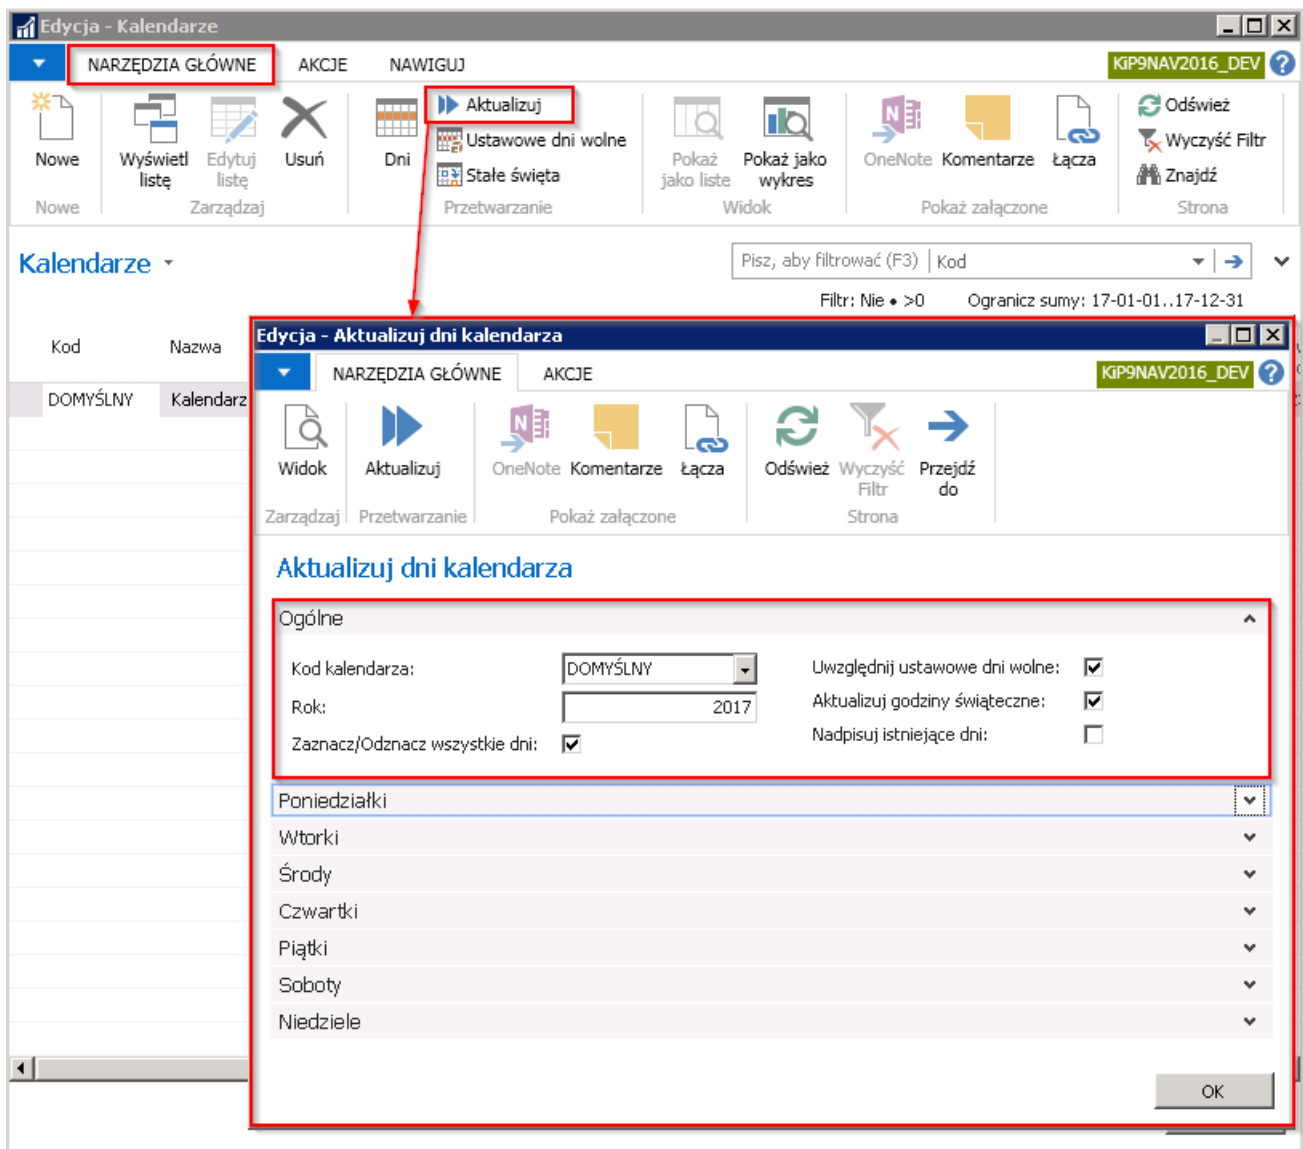 Edycja - Kalendarze
NARZĘDZIA GŁÓWNE AKCJE NAWIGUJ KiP9NAV2016_DEV ?
Nowe
Wyświetl listę
Edytuj listę
Usuń
Dni
Aktualizuj
Ustawowe dni wolne
Stałe święta
Pokaż jako liste
Pokaż jako wykres
OneNote
Komentarze
Łącza
Odśwież
Wyczyść Filtr
Znajdź
Nowe Zarządzaj Przetwarzanie Widok Pokaż załączone Strona
Kalendarze
Pisz, aby filtrować (F3) Kod
Filtr: Nie • >0 Ogranicz sumy: 17-01-01..17-12-31
Kod Nazwa
DOMYŚLNY Kalendarz
Edycja - Aktualizuj dni kalendarza
NARZĘDZIA GŁÓWNE AKCJE KiP9NAV2016_DEV ?
Widok
Aktualizuj
OneNote
Komentarze
Łącza
Odśwież
Wyczyść Filtr
Przejdź do
Zarządzaj Przetwarzanie Pokaż załączone Strona
Aktualizuj dni kalendarza
Ogólne
Kod kalendarza: DOMYŚLNY
Rok: 2017
Zaznacz/Odznacz wszystkie dni:
Uwzględnij ustawowe dni wolne:
Aktualizuj godziny świąteczne:
Nadpisuj istniejące dni:
Poniedziałki
Wtorki
Środy
Czwartki
Piątki
Soboty
Niedziele
OK